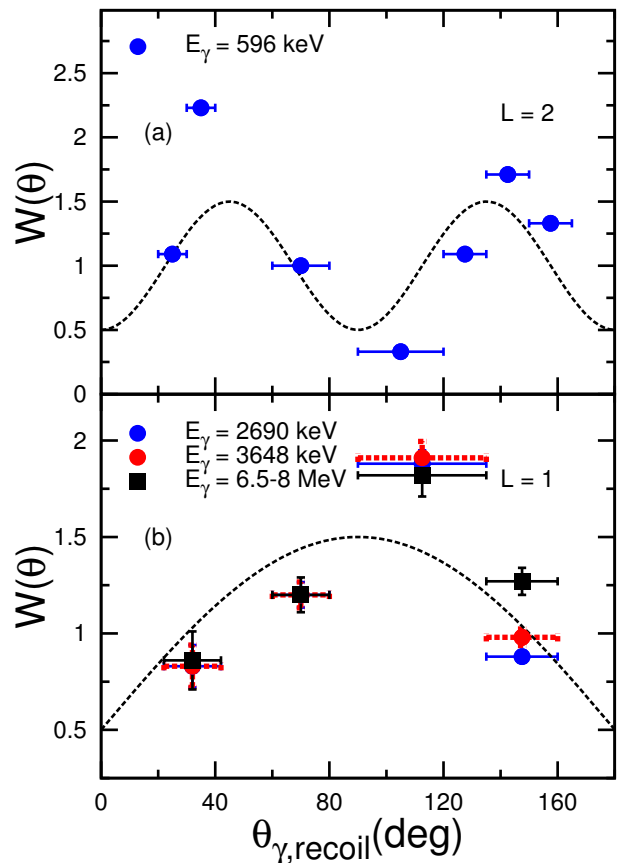 E_γ = 596 keV
2.5
2
(a)
L = 2
1.5
1
0.5
0
W(θ)
E_γ = 2690 keV
E_γ = 3648 keV
E_γ = 6.5-8 MeV
2
L = 1
(b)
1.5
1
0.5
W(θ)
0 40 80 120 160
θ_γ,recoil(deg)